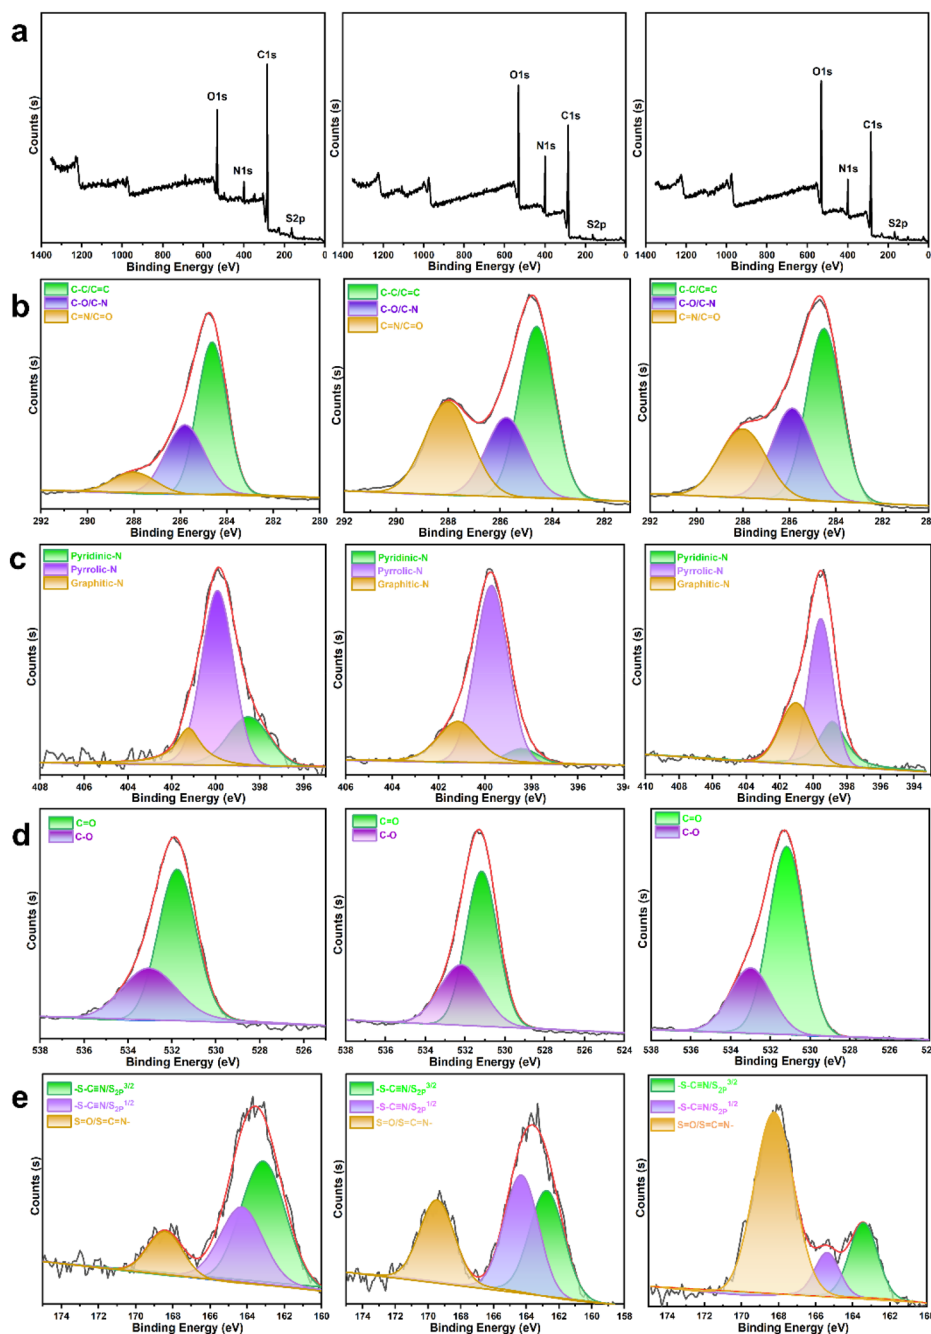 a
Counts (s)
C1s
O1s
N1s
S2p
1400 1200 1000 800 600 400 200 0
Binding Energy (eV)
Counts (s)
O1s
C1s
N1s
S2p
1400 1200 1000 800 600 400 200 0
Binding Energy (eV)
Counts (s)
O1s
C1s
N1s
S2p
1400 1200 1000 800 600 400 200 0
Binding Energy (eV)
b
Counts (s)
C-C/C=C
C-O/C-N
C=N/C=O
292 290 288 286 284 282 280
Binding Energy (eV)
Counts (s)
C-C/C=C
C-O/C-N
C=N/C=O
292 290 288 286 284 282
Binding Energy (eV)
Counts (s)
C-C/C=C
C-O/C-N
C=N/C=O
292 290 288 286 284 282 28
Binding Energy (eV)
c
Counts (s)
Pyridinic-N
Pyrrolic-N
Graphitic-N
408 406 404 402 400 398 396
Binding Energy (eV)
Counts (s)
Pyridinic-N
Pyrrolic-N
Graphitic-N
406 404 402 400 398 396 39
Binding Energy (eV)
Counts (s)
Pyridinic-N
Pyrrolic-N
Graphitic-N
410 408 406 404 402 400 398 396 394
Binding Energy (eV)
d
Counts (s)
C=O
C-O
538 536 534 532 530 528 526
Binding Energy (eV)
Counts (s)
C=O
C-O
538 536 534 532 530 528 526 524
Binding Energy (eV)
Counts (s)
C=O
C-O
538 536 534 532 530 528 526 52
Binding Energy (eV)
e
Counts (s)
-S-C≡N/S2P3/2
-S-C≡N/S2P1/2
S=O/S=C=N-
174 172 170 168 166 164 162 160
Binding Energy (eV)
Counts (s)
-S-C≡N/S2P3/2
-S-C≡N/S2P1/2
S=O/S=C=N-
172 170 168 166 164 162 160 158
Binding Energy (eV)
Counts (s)
-S-C≡N/S2P3/2
-S-C≡N/S2P1/2
S=O/S=C=N-
174 172 170 168 166 164 162 160
Binding Energy (eV)